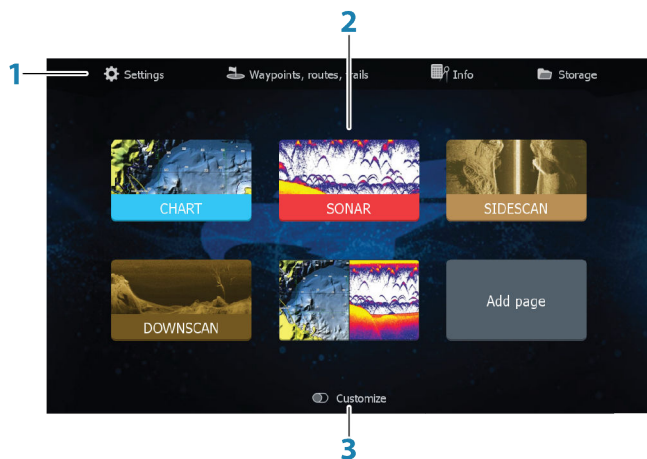 2
1
Settings
Waypoints, routes, trails
Info
Storage
CHART
SONAR
SIDESCAN
DOWNSCAN
Add page
Customize
3